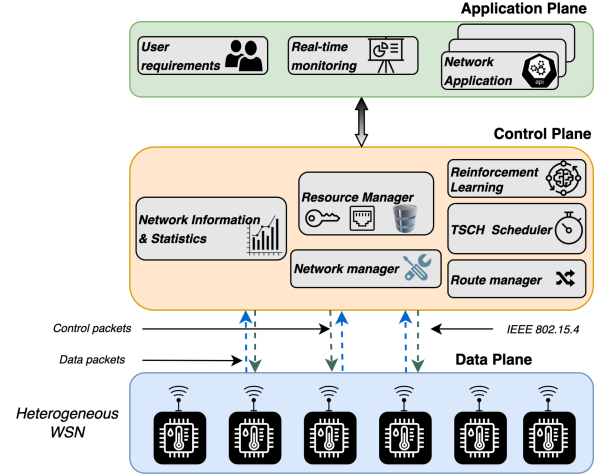 Application Plane
User
requirements
Real-time
monitoring
Network
Application
api
Control Plane
Network Information
& Statistics
Resource Manager
Network manager
Reinforcement
Learning
TSCH Scheduler
Route manager
Control packets
IEEE 802.15.4
Data packets
Data Plane
Heterogeneous
WSN